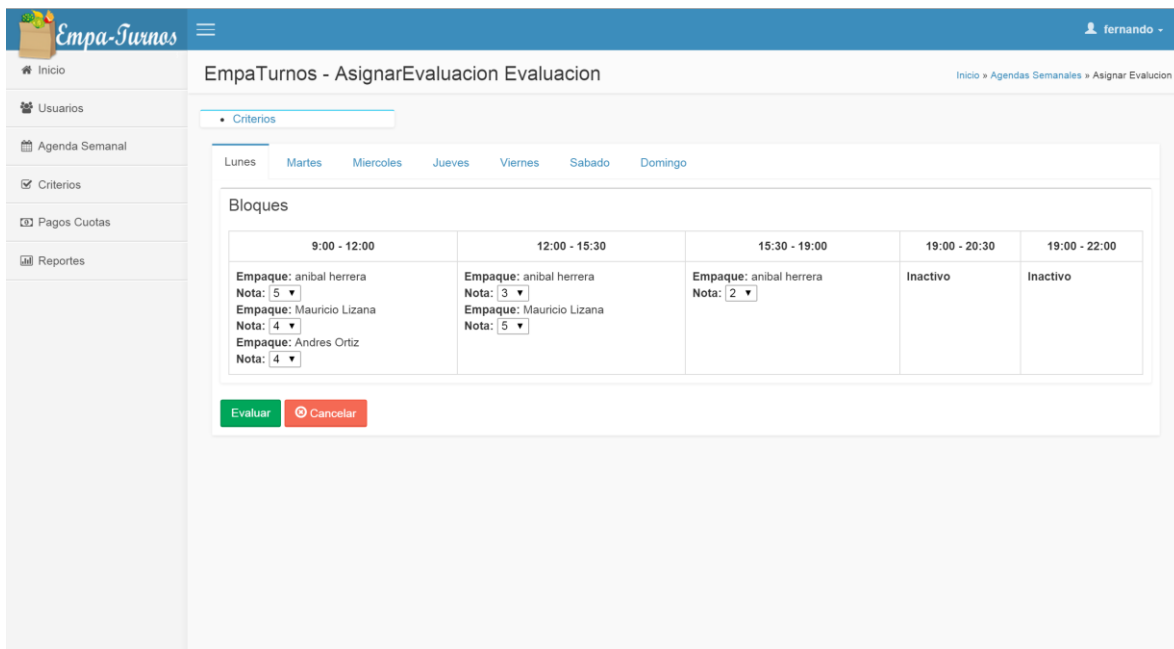 Empa-Turnos
fernando
Inicio
Usuarios
Agenda Semanal
Criterios
Pagos Cuotas
Reportes
EmpaTurnos - AsignarEvaluacion Evaluacion
Inicio » Agendas Semanales » Asignar Evalucion
• Criterios
Lunes Martes Miercoles Jueves Viernes Sabado Domingo
Bloques
9:00 - 12:00 12:00 - 15:30 15:30 - 19:00 19:00 - 20:30 19:00 - 22:00
Empaque: anibal herrera
Nota: 5
Empaque: Mauricio Lizana
Nota: 4
Empaque: Andres Ortiz
Nota: 4
Empaque: anibal herrera
Nota: 3
Empaque: Mauricio Lizana
Nota: 5
Empaque: anibal herrera
Nota: 2
Inactivo
Inactivo
Evaluar Cancelar